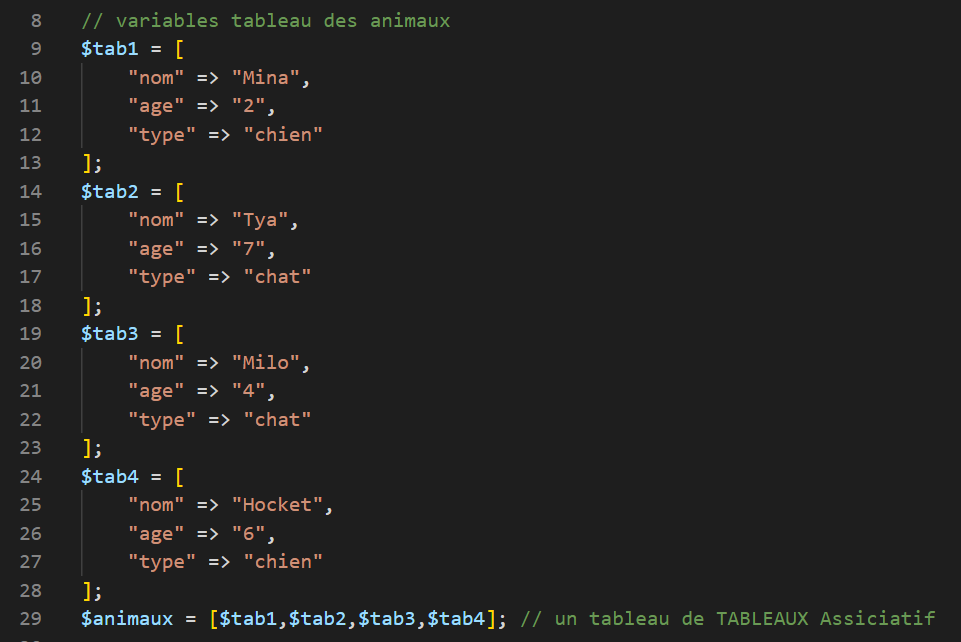 8 // variables tableau des animaux
9 $tab1 = [
10 "nom" => "Mina",
11 "age" => "2",
12 "type" => "chien"
13 ];
14 $tab2 = [
15 "nom" => "Tya",
16 "age" => "7",
17 "type" => "chat"
18 ];
19 $tab3 = [
20 "nom" => "Milo",
21 "age" => "4",
22 "type" => "chat"
23 ];
24 $tab4 = [
25 "nom" => "Hocket",
26 "age" => "6",
27 "type" => "chien"
28 ];
29 $animaux = [$tab1,$tab2,$tab3,$tab4]; // un tableau de TABLEAUX Assiciatif